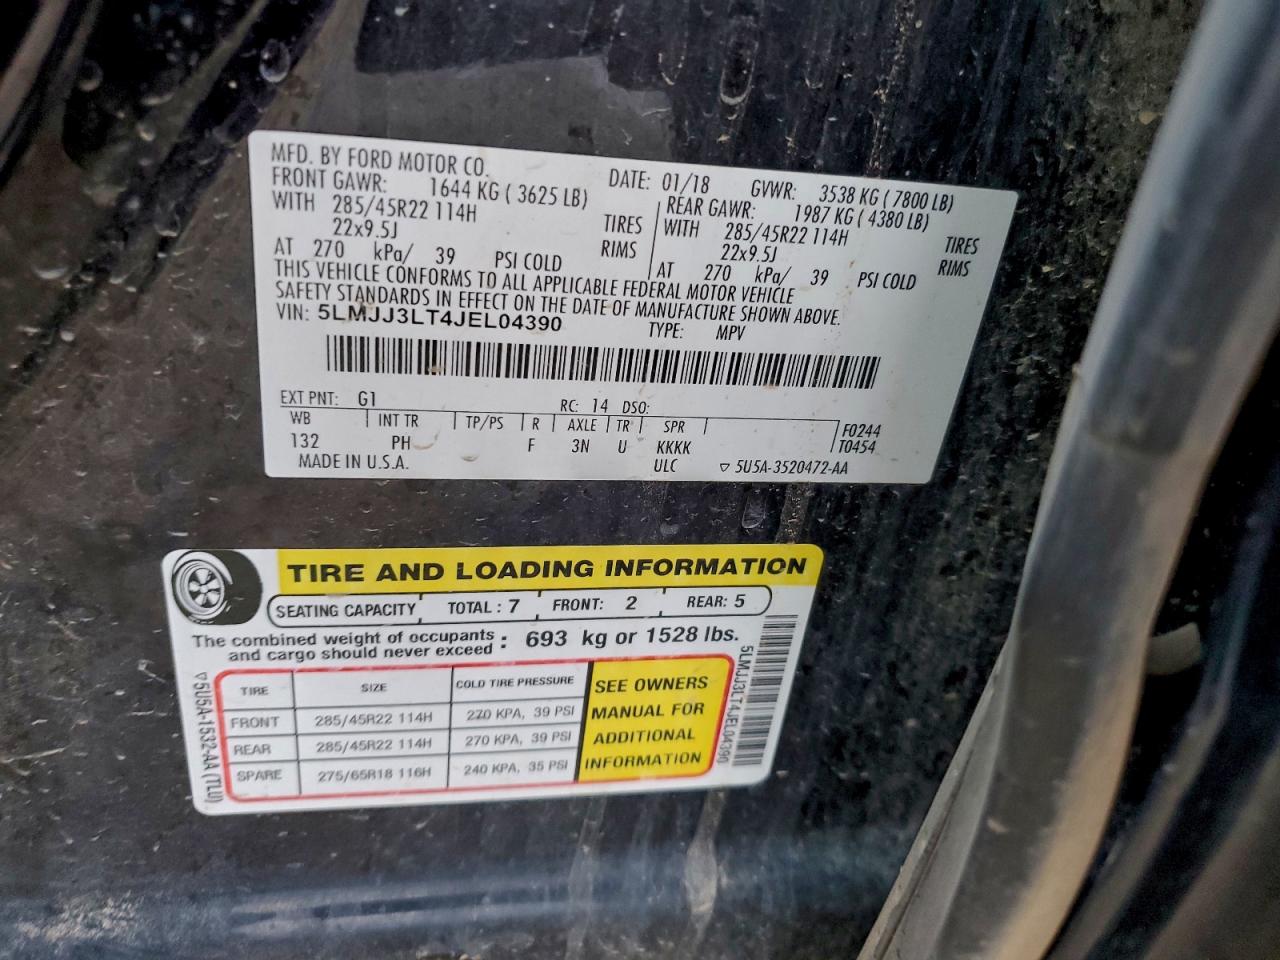 MFD. BY FORD MOTOR CO. DATE: 01/18 GVWR: 3538 KG ( 7800 LB)
FRONT GAWR: 1644 KG ( 3625 LB) REAR GAWR: 1987 KG ( 4380 LB)
WITH 285/45R22 114H TIRES WITH 285/45R22 114H TIRES
22x9.5J RIMS 22x9.5J RIMS
AT 270 kPa/ 39 PSI COLD AT 270 kPa/ 39 PSI COLD
THIS VEHICLE CONFORMS TO ALL APPLICABLE FEDERAL MOTOR VEHICLE
SAFETY STANDARDS IN EFFECT ON THE DATE OF MANUFACTURE SHOWN ABOVE.
VIN: 5LMJJ3LT4JEL04390 TYPE: MPV
EXT PNT: G1 RC: 14 DSO:
WB INT TR TP/PS R AXLE TR SPR F0244
132 PH F 3N U KKKK T0454
MADE IN U.S.A. ULC ▽ 5U5A-3520472-AA
TIRE AND LOADING INFORMATION
SEATING CAPACITY TOTAL : 7 FRONT: 2 REAR: 5
The combined weight of occupants : 693 kg or 1528 lbs.
and cargo should never exceed :
TIRE SIZE COLD TIRE PRESSURE
FRONT 285/45R22 114H 270 KPA, 39 PSI
REAR 285/45R22 114H 270 KPA, 39 PSI
SPARE 275/65R18 116H 240 KPA, 35 PSI
SEE OWNERS
MANUAL FOR
ADDITIONAL
INFORMATION
▽5U5A-1532-AA (TLU)
5LMJJ3LT4JEL04390